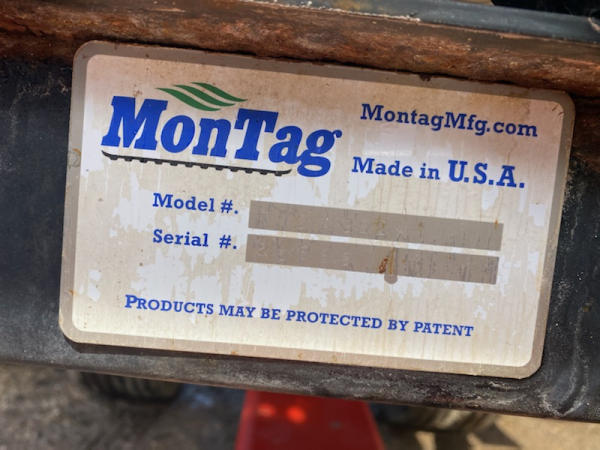 MonTag
MontagMfg.com
Made in U.S.A.
Model #.
Serial #.
PRODUCTS MAY BE PROTECTED BY PATENT